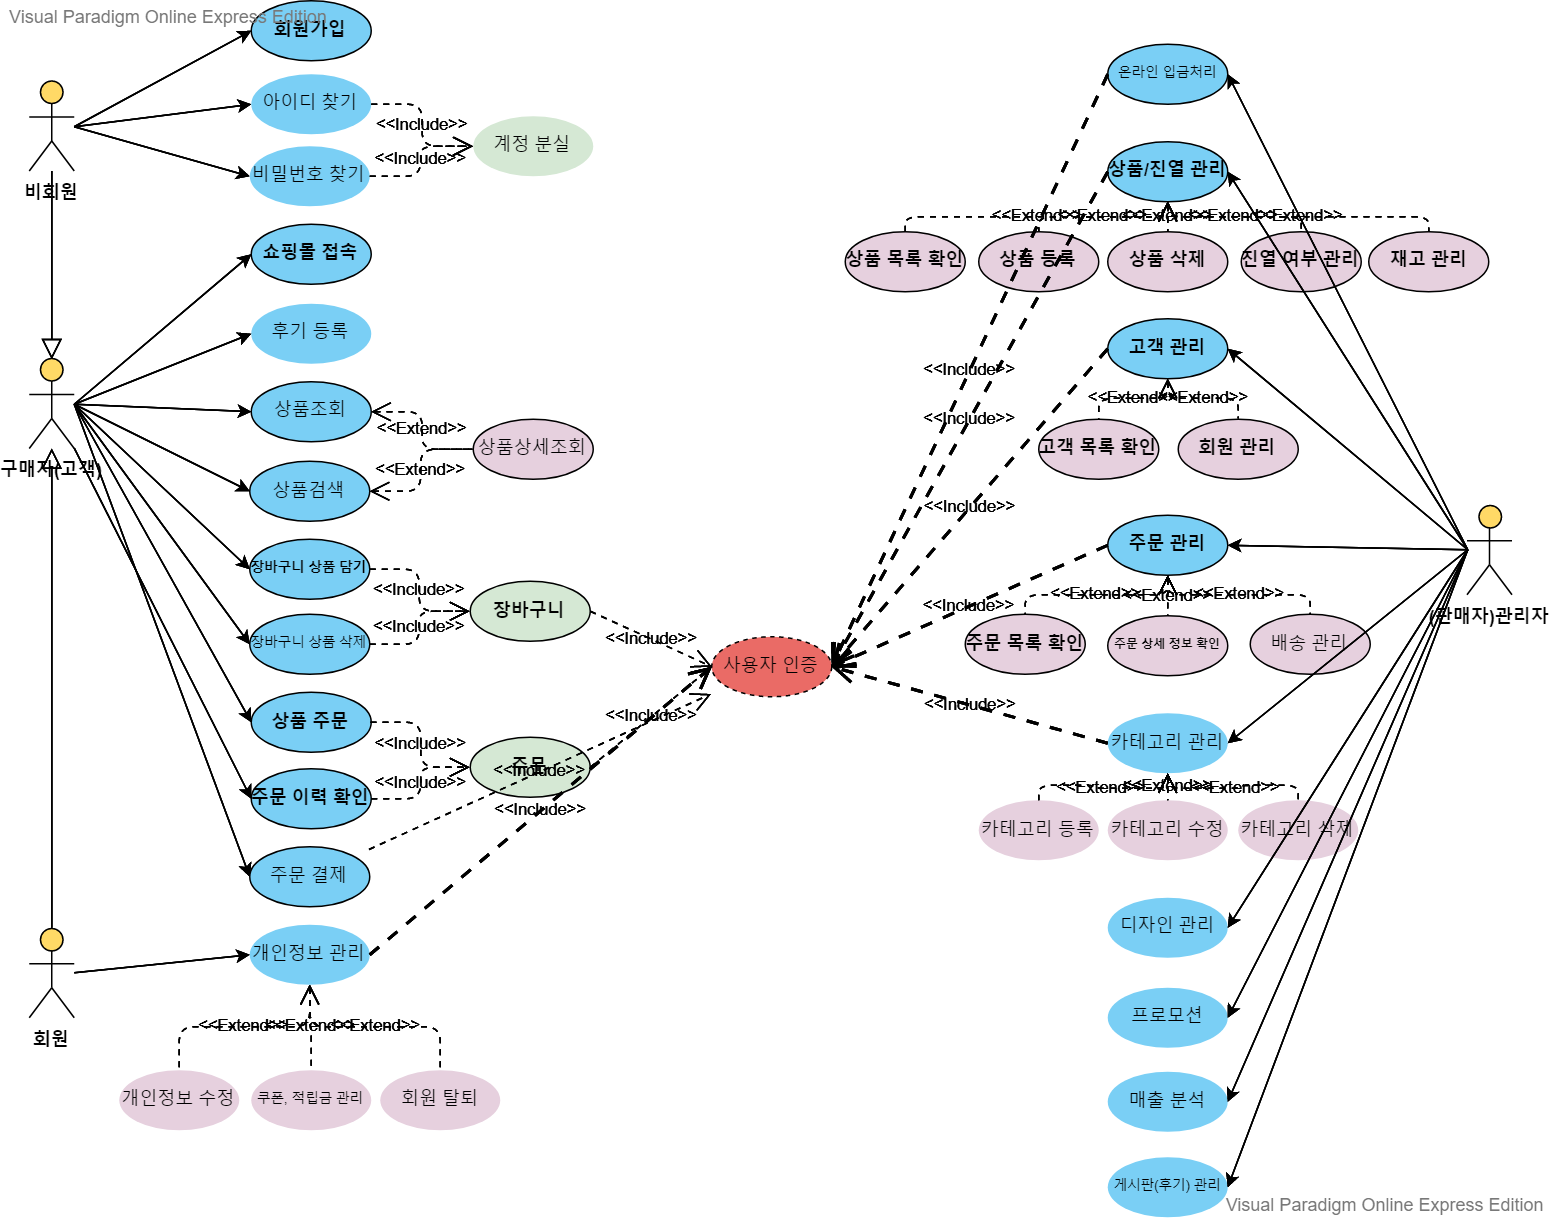 Visual Paradigm Online Express Edition
회원가입
아이디 찾기
<<Include>>
계정 분실
<<Include>>
비밀번호 찾기
비회원
쇼핑몰 접속
후기 등록
상품조회
<<Extend>>
상품상세조회
<<Extend>>
상품검색
구매자(고객)
장바구니 상품 담기
<<Include>>
장바구니
<<Include>>
장바구니 상품 삭제
<<Include>>
사용자 인증
상품 주문
<<Include>>
<<Include>>
주문
<<Include>>
<<Include>>
주문 이력 확인
<<Include>>
주문 결제
개인정보 관리
회원
<<Extend>>
<<Extend>>
<<Extend>>
개인정보 수정
쿠폰, 적립금 관리
회원 탈퇴
온라인 입금처리
상품/진열 관리
<<Extend>>
<<Extend>>
<<Extend>>
<<Extend>>
<<Extend>>
상품 목록 확인
상품 등록
상품 삭제
진열 여부 관리
재고 관리
고객 관리
<<Include>>
<<Extend>>
<<Extend>>
<<Include>>
고객 목록 확인
회원 관리
<<Include>>
주문 관리
<<Extend>>
<<Extend>>
<<Extend>>
<<Include>>
(판매자)관리자
주문 목록 확인
주문 상세 정보 확인
배송 관리
<<Include>>
카테고리 관리
<<Extend>>
<<Extend>>
<<Extend>>
카테고리 등록
카테고리 수정
카테고리 삭제
디자인 관리
프로모션
매출 분석
게시판(후기) 관리
Visual Paradigm Online Express Edition